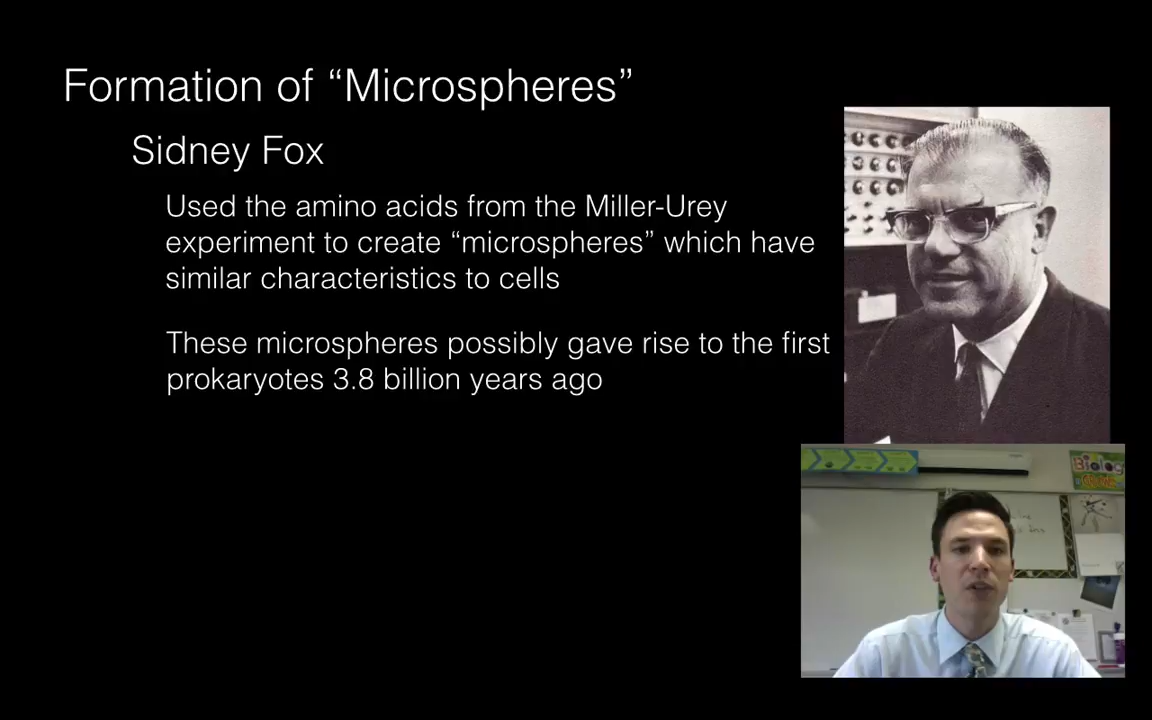 Formation of “Microspheres”
Sidney Fox
Used the amino acids from the Miller-Urey
experiment to create “microspheres” which have
similar characteristics to cells
These microspheres possibly gave rise to the first
prokaryotes 3.8 billion years ago
Biology